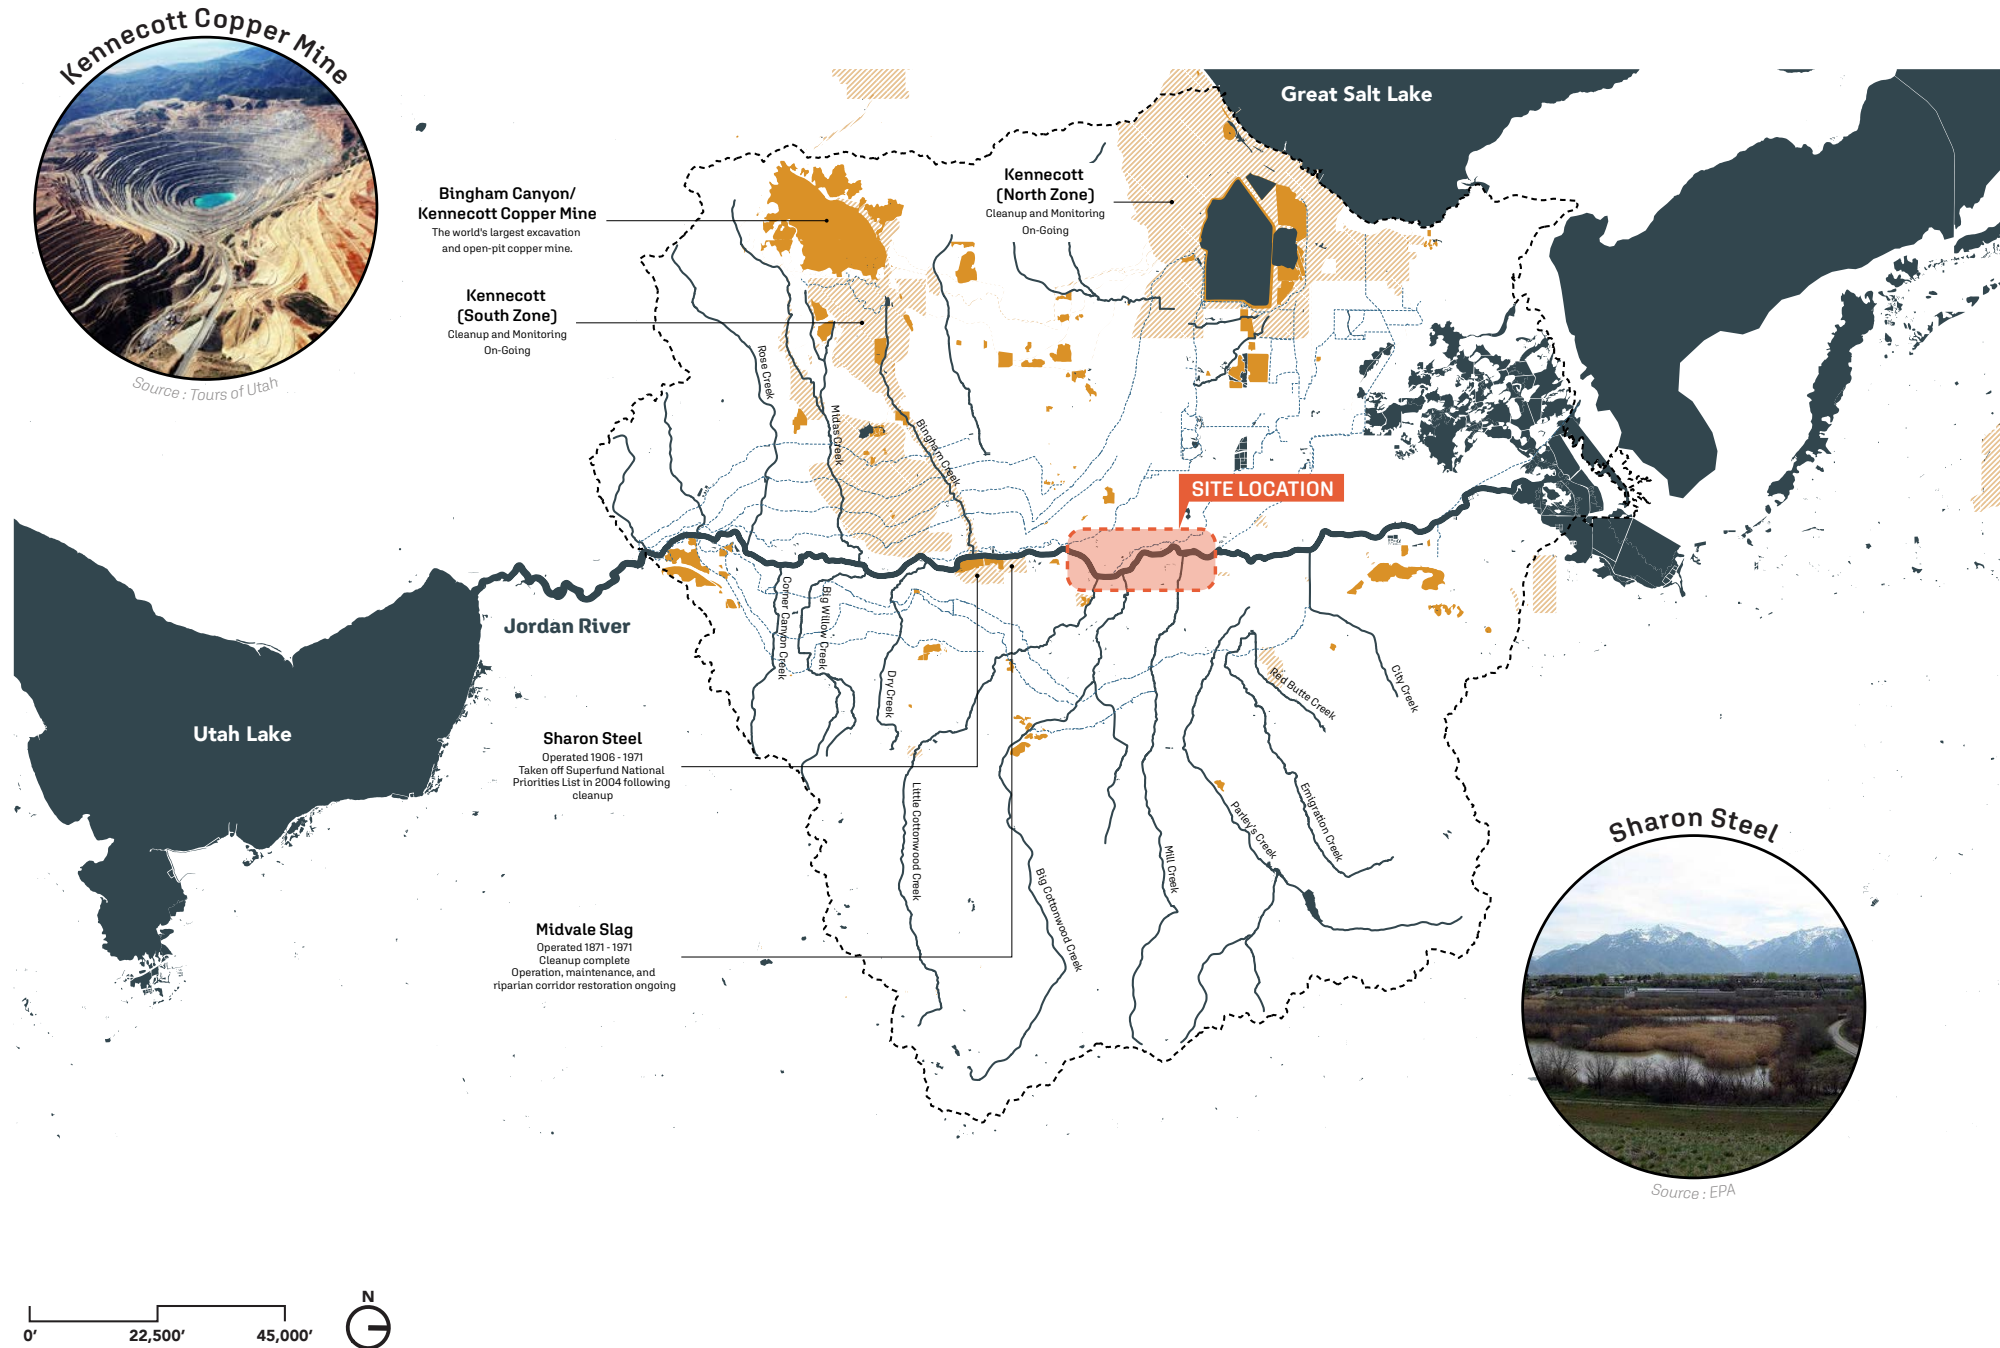 Kennecott Copper Mine
Source : Tours of Utah
Great Salt Lake
Bingham Canyon/
Kennecott Copper Mine
The world's largest excavation
and open-pit copper mine.
Kennecott
(North Zone)
Cleanup and Monitoring
On-Going
Kennecott
(South Zone)
Cleanup and Monitoring
On-Going
Rose Creek
Midas Creek
Bingham Creek
SITE LOCATION
Jordan River
Utah Lake
Corner Canyon Creek
Big Willow Creek
Dry Creek
Red Butte Creek
City Creek
Sharon Steel
Operated 1906 - 1971
Taken off Superfund National
Priorities List in 2004 following
cleanup
Little Cottonwood Creek
Big Cottonwood Creek
Mill Creek
Parley's Creek
Emigration Creek
Midvale Slag
Operated 1871 - 1971
Cleanup complete
Operation, maintenance, and
riparian corridor restoration ongoing
Sharon Steel
Source : EPA
N
0' 22,500' 45,000'